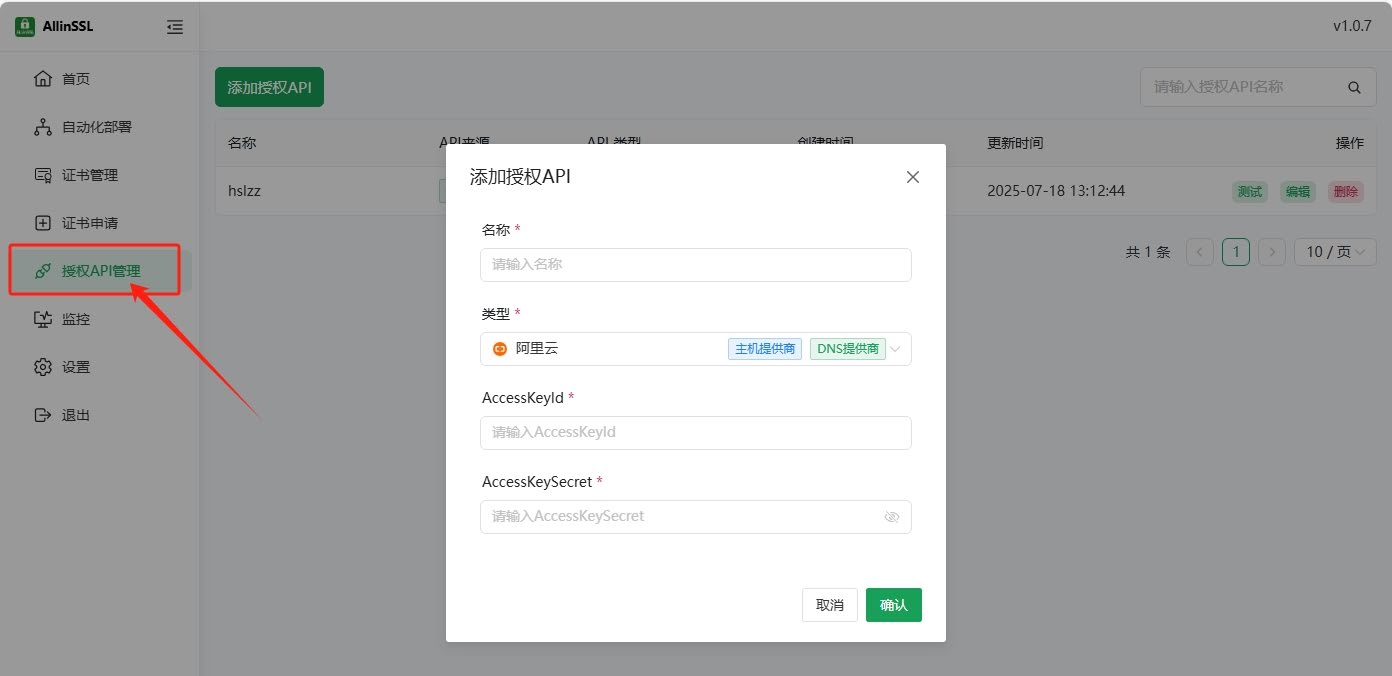 AllinSSL
v1.0.7
首页
自动化部署
证书管理
证书申请
授权API管理
监控
设置
退出
添加授权API
请输入授权API名称
名称 API来源 API 类型 创建时间 更新时间 操作
hslzz 2025-07-18 13:12:44 测试 编辑 删除
共 1 条 1 10 / 页
添加授权API
名称 *
请输入名称
类型 *
阿里云 主机提供商 DNS提供商
AccessKeyId *
请输入AccessKeyId
AccessKeySecret *
请输入AccessKeySecret
取消 确认